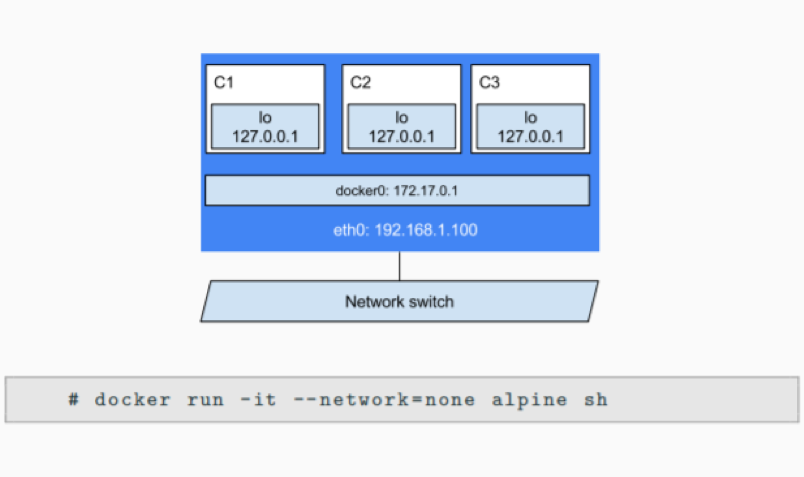 C1
lo
127.0.0.1
C2
lo
127.0.0.1
C3
lo
127.0.0.1
docker0: 172.17.0.1
eth0: 192.168.1.100
Network switch
# docker run -it --network=none alpine sh